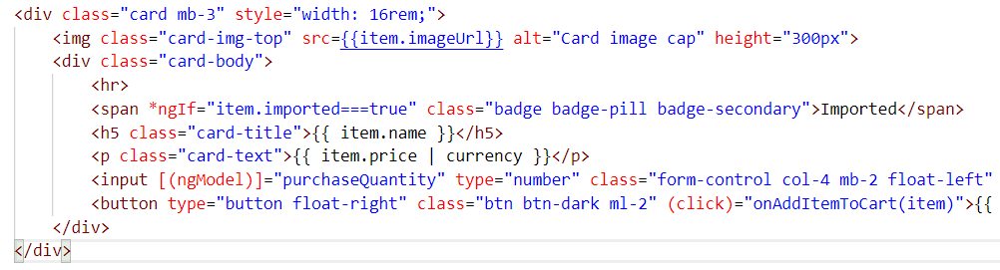 <div class="card mb-3" style="width: 16rem;">
<img class="card-img-top" src={{item.imageUrl}} alt="Card image cap" height="300px">
<div class="card-body">
<hr>
<span *ngIf="item.imported===true" class="badge badge-pill badge-secondary">Imported</span>
<h5 class="card-title">{{ item.name }}</h5>
<p class="card-text">{{ item.price | currency }}</p>
<input [(ngModel)]="purchaseQuantity" type="number" class="form-control col-4 mb-2 float-left"
<button type="button float-right" class="btn btn-dark ml-2" (click)="onAddItemToCart(item)">{{
</div>
</div>